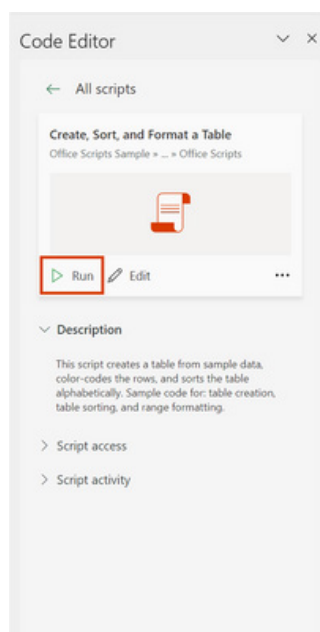 Code Editor
← All scripts
Create, Sort, and Format a Table
Office Scripts Sample » ... » Office Scripts
Run Edit ...
Description
This script creates a table from sample data,
color-codes the rows, and sorts the table
alphabetically. Sample code for: table creation,
table sorting, and range formatting.
Script access
Script activity